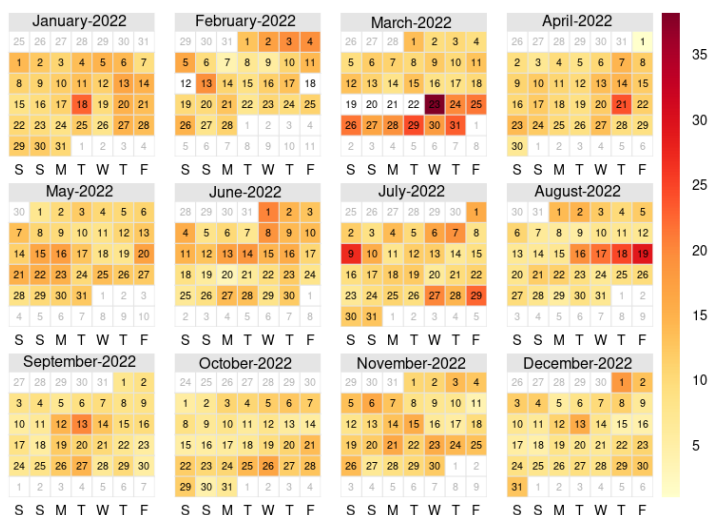 January-2022
25 26 27 28 29 30 31
1 2 3 4 5 6 7
8 9 10 11 12 13 14
15 16 17 18 19 20 21
22 23 24 25 26 27 28
29 30 31 1 2 3 4
S S M T W T F
February-2022
29 30 31 1 2 3 4
5 6 7 8 9 10 11
12 13 14 15 16 17 18
19 20 21 22 23 24 25
26 27 28 1 2 3 4
5 6 7 8 9 10 11
S S M T W T F
March-2022
26 27 28 1 2 3 4
5 6 7 8 9 10 11
12 13 14 15 16 17 18
19 20 21 22 23 24 25
26 27 28 29 30 31 1
2 3 4 5 6 7 8
S S M T W T F
April-2022
26 27 28 29 30 31 1
2 3 4 5 6 7 8
9 10 11 12 13 14 15
16 17 18 19 20 21 22
23 24 25 26 27 28 29
30 1 2 3 4 5 6
S S M T W T F
May-2022
30 1 2 3 4 5 6
7 8 9 10 11 12 13
14 15 16 17 18 19 20
21 22 23 24 25 26 27
28 29 30 31 1 2 3
4 5 6 7 8 9 10
S S M T W T F
June-2022
28 29 30 31 1 2 3
4 5 6 7 8 9 10
11 12 13 14 15 16 17
18 19 20 21 22 23 24
25 26 27 28 29 30 1
2 3 4 5 6 7 8
S S M T W T F
July-2022
25 26 27 28 29 30 1
2 3 4 5 6 7 8
9 10 11 12 13 14 15
16 17 18 19 20 21 22
23 24 25 26 27 28 29
30 31 1 2 3 4 5
S S M T W T F
August-2022
30 31 1 2 3 4 5
6 7 8 9 10 11 12
13 14 15 16 17 18 19
20 21 22 23 24 25 26
27 28 29 30 31 1 2
3 4 5 6 7 8 9
S S M T W T F
September-2022
27 28 29 30 31 1 2
3 4 5 6 7 8 9
10 11 12 13 14 15 16
17 18 19 20 21 22 23
24 25 26 27 28 29 30
1 2 3 4 5 6 7
S S M T W T F
October-2022
24 25 26 27 28 29 30
1 2 3 4 5 6 7
8 9 10 11 12 13 14
15 16 17 18 19 20 21
22 23 24 25 26 27 28
29 30 31 1 2 3 4
S S M T W T F
November-2022
29 30 31 1 2 3 4
5 6 7 8 9 10 11
12 13 14 15 16 17 18
19 20 21 22 23 24 25
26 27 28 29 30 1 2
3 4 5 6 7 8 9
S S M T W T F
December-2022
26 27 28 29 30 1 2
3 4 5 6 7 8 9
10 11 12 13 14 15 16
17 18 19 20 21 22 23
24 25 26 27 28 29 30
31 1 2 3 4 5 6
S S M T W T F
35
30
25
20
15
10
5